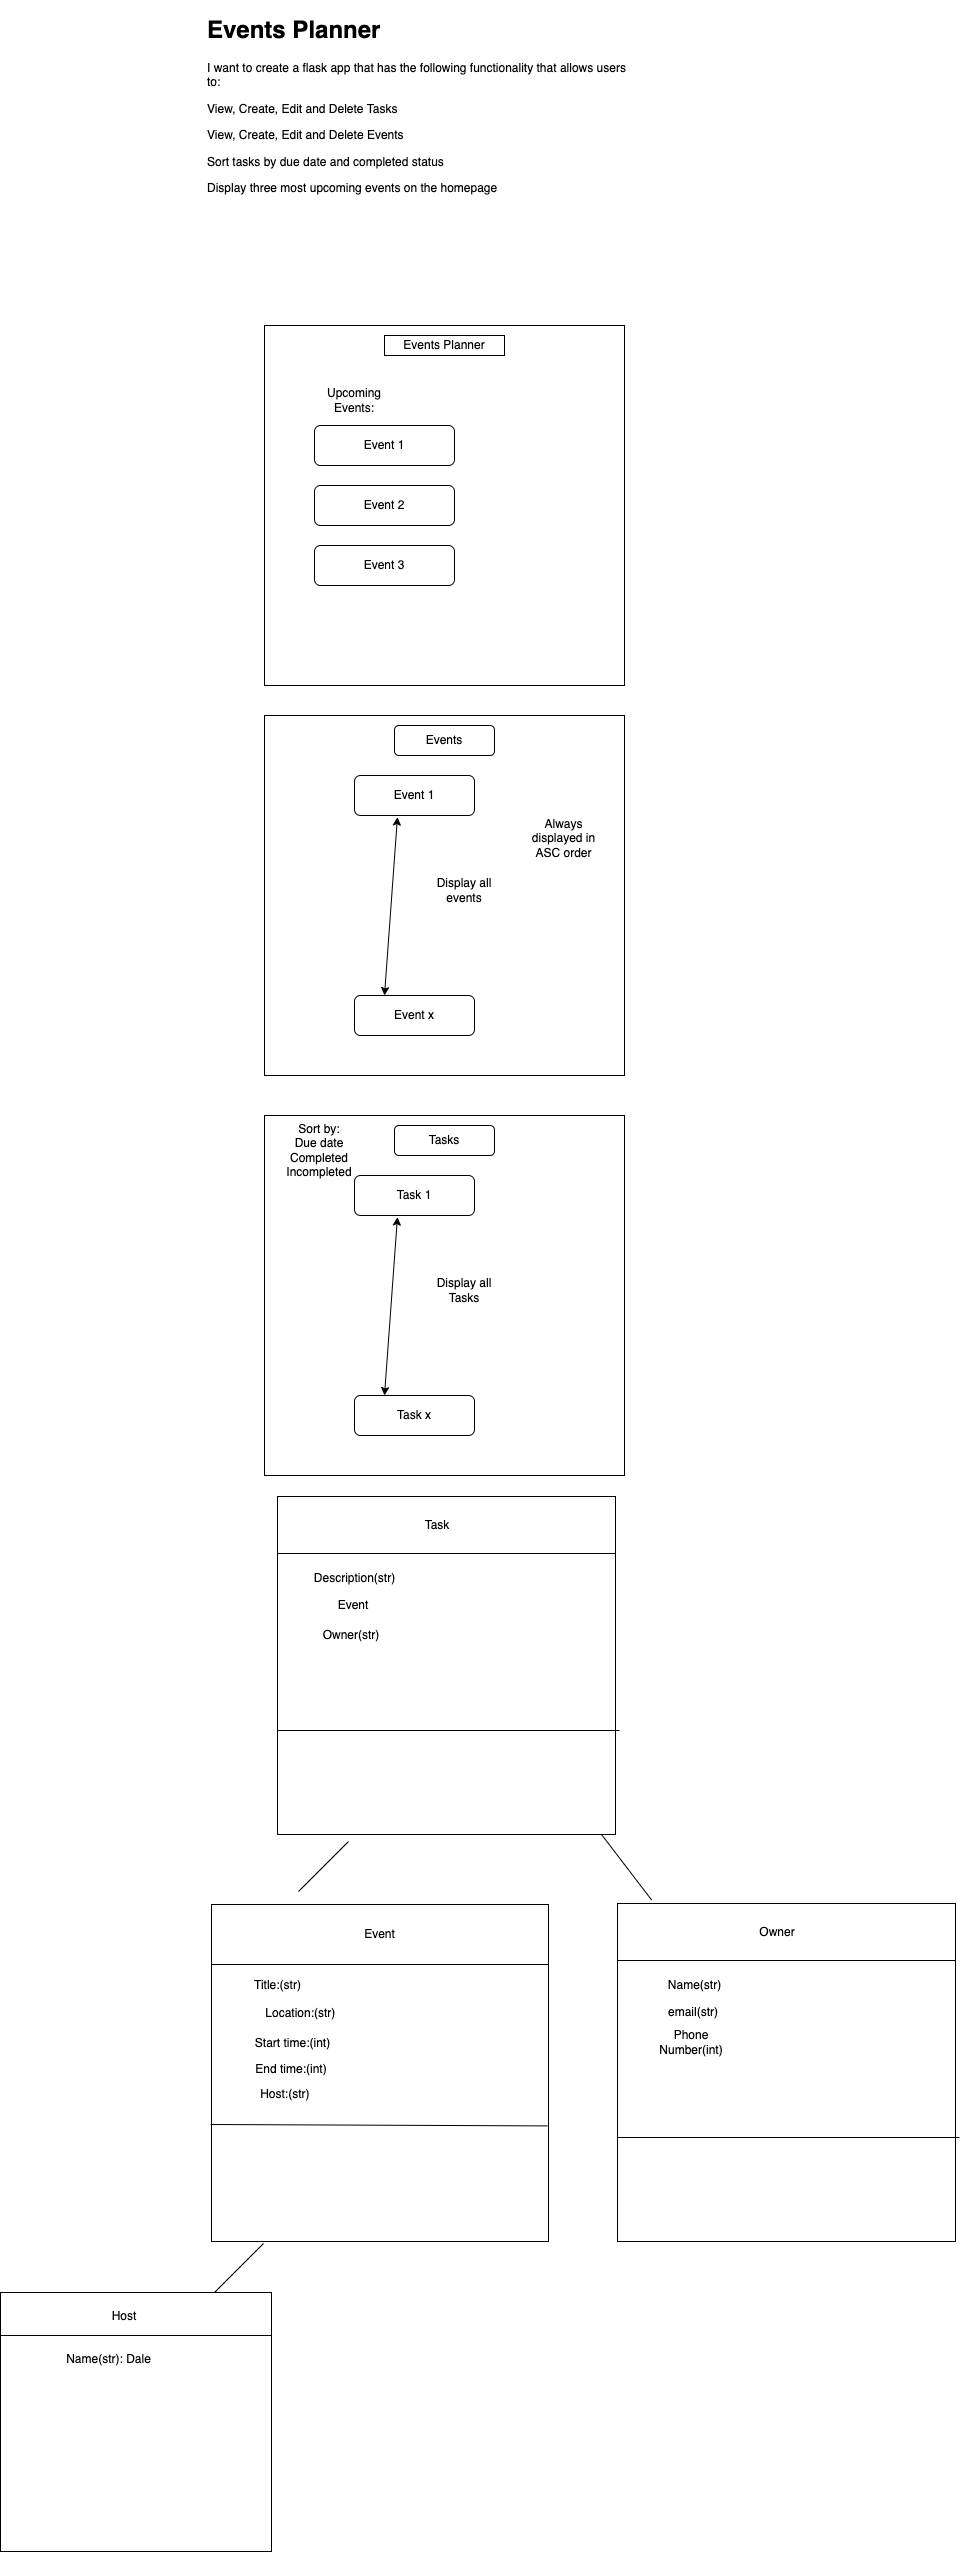 Events Planner
I want to create a flask app that has the following functionality that allows users
to:
View, Create, Edit and Delete Tasks
View, Create, Edit and Delete Events
Sort tasks by due date and completed status
Display three most upcoming events on the homepage
Events Planner
Upcoming
Events:
Event 1
Event 2
Event 3
Events
Event 1
Always
displayed in
ASC order
Display all
events
Event x
Sort by:
Due date
Completed
Incompleted
Tasks
Task 1
Display all
Tasks
Task x
Task
Description(str)
Event
Owner(str)
Event
Title:(str)
Location:(str)
Start time:(int)
End time:(int)
Host:(str)
Owner
Name(str)
email(str)
Phone
Number(int)
Host
Name(str): Dale